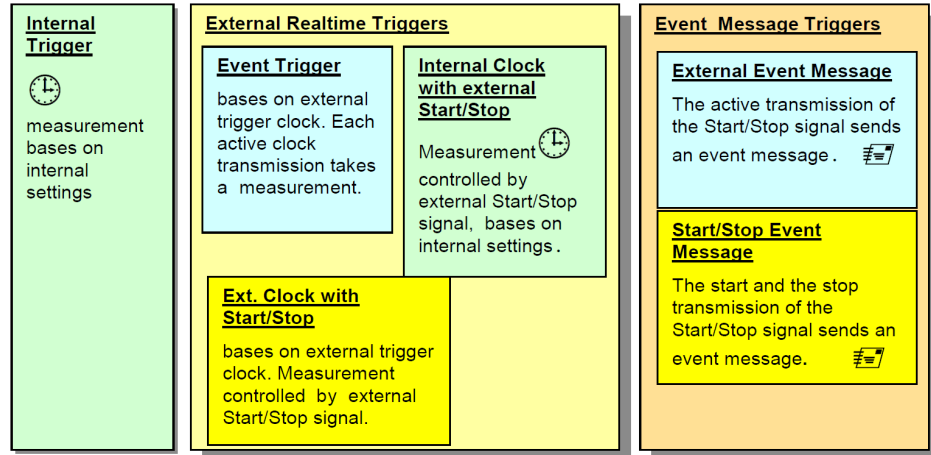 Internal
Trigger
measurement
bases on
internal
settings
External Realtime Triggers
Event Trigger
bases on external
trigger clock. Each
active clock
transmission takes
a measurement.
Internal Clock
with external
Start/Stop
Measurement
controlled by
external Start/Stop
signal, bases on
internal settings.
Ext. Clock with
Start/Stop
bases on external trigger
clock. Measurement
controlled by external
Start/Stop signal.
Event Message Triggers
External Event Message
The active transmission of
the Start/Stop signal sends
an event message.
Start/Stop Event
Message
The start and the stop
transmission of the
Start/Stop signal sends an
event message.